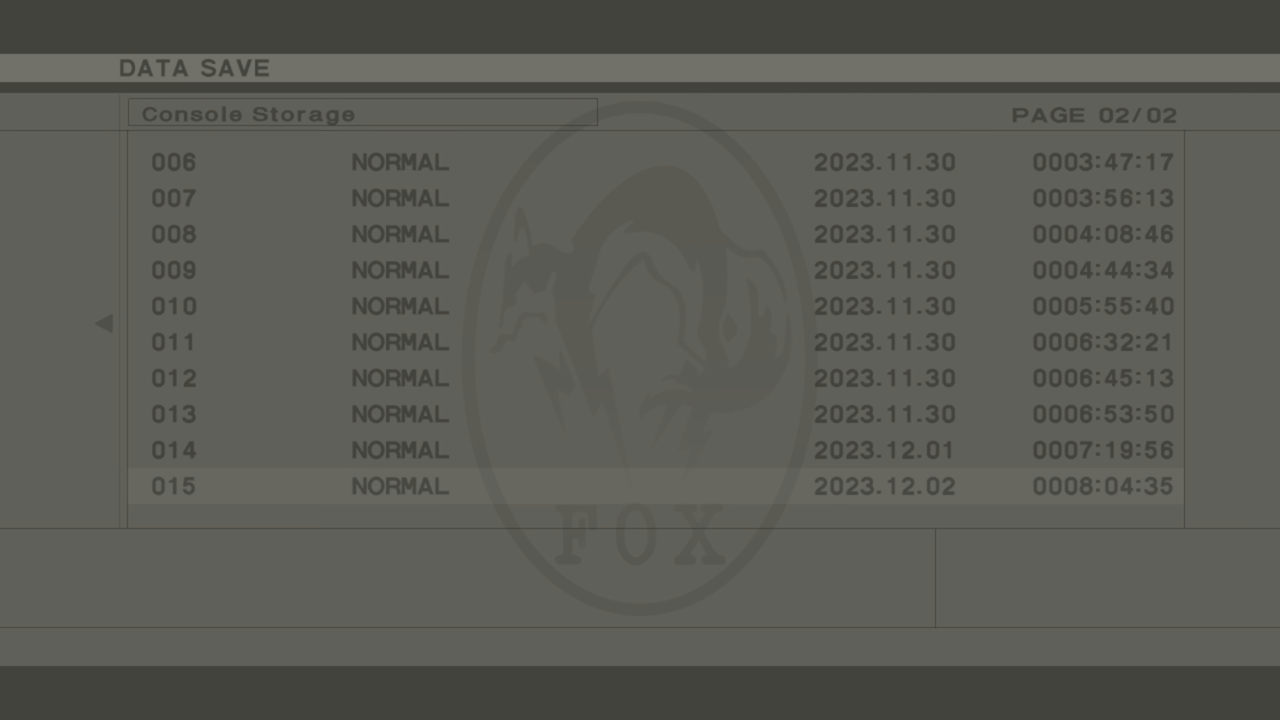 DATA SAVE
Console Storage PAGE 02/02
006 NORMAL 2023.11.30 0003:47:17
007 NORMAL 2023.11.30 0003:56:13
008 NORMAL 2023.11.30 0004:08:46
009 NORMAL 2023.11.30 0004:44:34
010 NORMAL 2023.11.30 0005:55:40
011 NORMAL 2023.11.30 0006:32:21
012 NORMAL 2023.11.30 0006:45:13
013 NORMAL 2023.11.30 0006:53:50
014 NORMAL 2023.12.01 0007:19:56
015 NORMAL 2023.12.02 0008:04:35
FOX